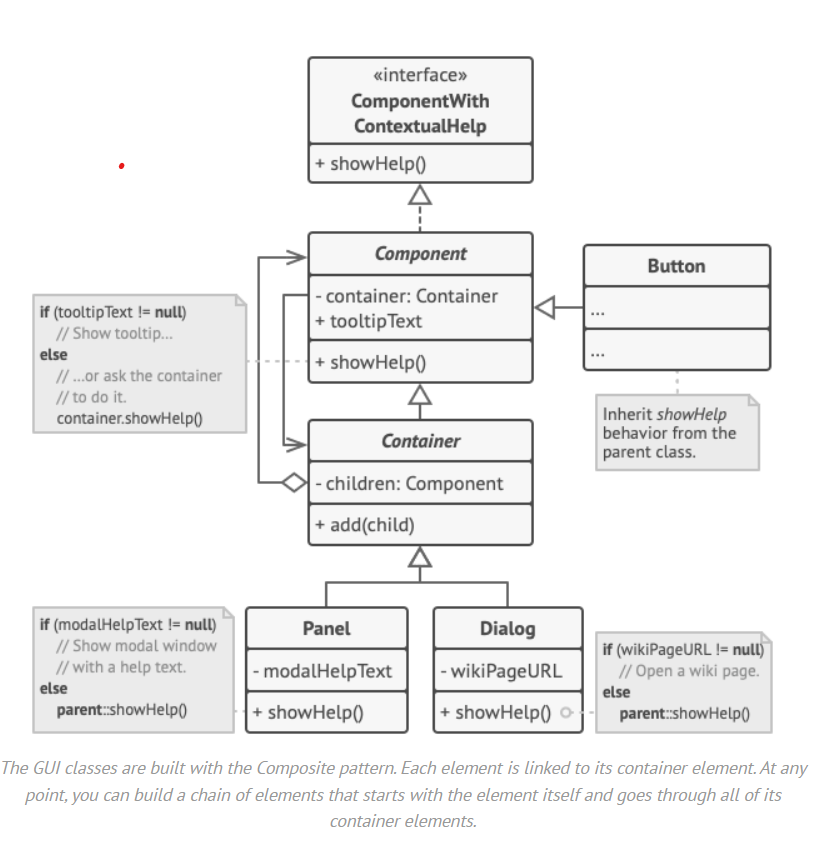 «interface»
ComponentWith
ContextualHelp
+ showHelp()
Component
- container: Container
+ tooltipText
+ showHelp()
Button
...
...
if (tooltipText != null)
// Show tooltip...
else
// ...or ask the container
// to do it.
container.showHelp()
Inherit showHelp
behavior from the
parent class.
Container
- children: Component
+ add(child)
if (modalHelpText != null)
// Show modal window
// with a help text.
else
parent::showHelp()
Panel
- modalHelpText
+ showHelp()
Dialog
- wikiPageURL
+ showHelp()
if (wikiPageURL != null)
// Open a wiki page.
else
parent::showHelp()
The GUI classes are built with the Composite pattern. Each element is linked to its container element. At any
point, you can build a chain of elements that starts with the element itself and goes through all of its
container elements.